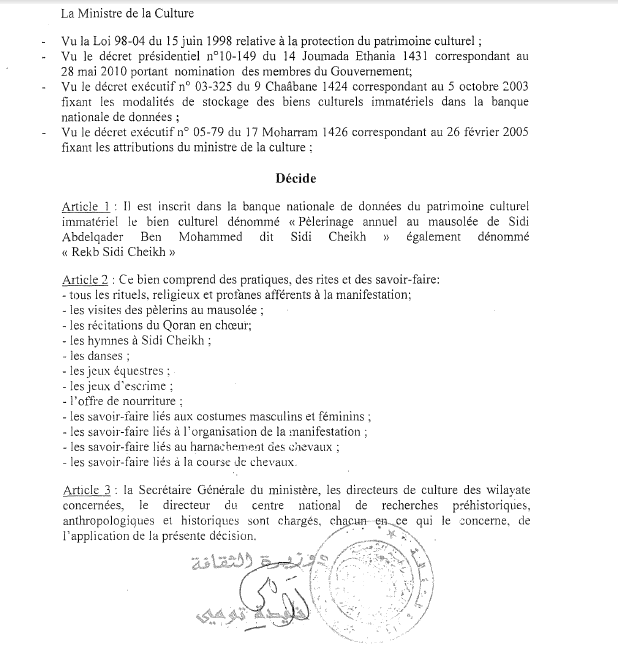 La Ministre de la Culture
- Vu la Loi 98-04 du 15 juin 1998 relative à la protection du patrimoine culturel ;
- Vu le décret présidentiel n°10-149 du 14 Joumada Ethania 1431 correspondant au
28 mai 2010 portant nomination des membres du Gouvernement;
- Vu le décret exécutif n° 03-325 du 9 Chaâbane 1424 correspondant au 5 octobre 2003
fixant les modalités de stockage des biens culturels immatériels dans la banque
nationale de données ;
- Vu le décret exécutif n° 05-79 du 17 Moharram 1426 correspondant au 26 février 2005
fixant les attributions du ministre de la culture ;
Décide
Article 1 : Il est inscrit dans la banque nationale de données du patrimoine culturel
immatériel le bien culturel dénommé « Pèlerinage annuel au mausolée de Sidi
Abdelqader Ben Mohammed dit Sidi Cheikh » également dénommé
« Rekb Sidi Cheikh »
Article 2 : Ce bien comprend des pratiques, des rites et des savoir-faire:
- tous les rituels, religieux et profanes afférents à la manifestation;
- les visites des pèlerins au mausolée ;
- les récitations du Qoran en chœur;
- les hymnes à Sidi Cheikh ;
- les danses ;
- les jeux équestres ;
- les jeux d'escrime ;
- l'offre de nourriture ;
- les savoir-faire liés aux costumes masculins et féminins ;
- les savoir-faire liés à l'organisation de la manifestation ;
- les savoir-faire liés au harnachement des chevaux ;
- les savoir-faire liés à la course de chevaux.
Article 3 : la Secrétaire Générale du ministère, les directeurs de culture des wilayate
concernées, le directeur du centre national de recherches préhistoriques,
anthropologiques et historiques sont chargés, chacun en ce qui le concerne, de
l'application de la présente décision.
وزيرة الثقافة
خليدة تومي